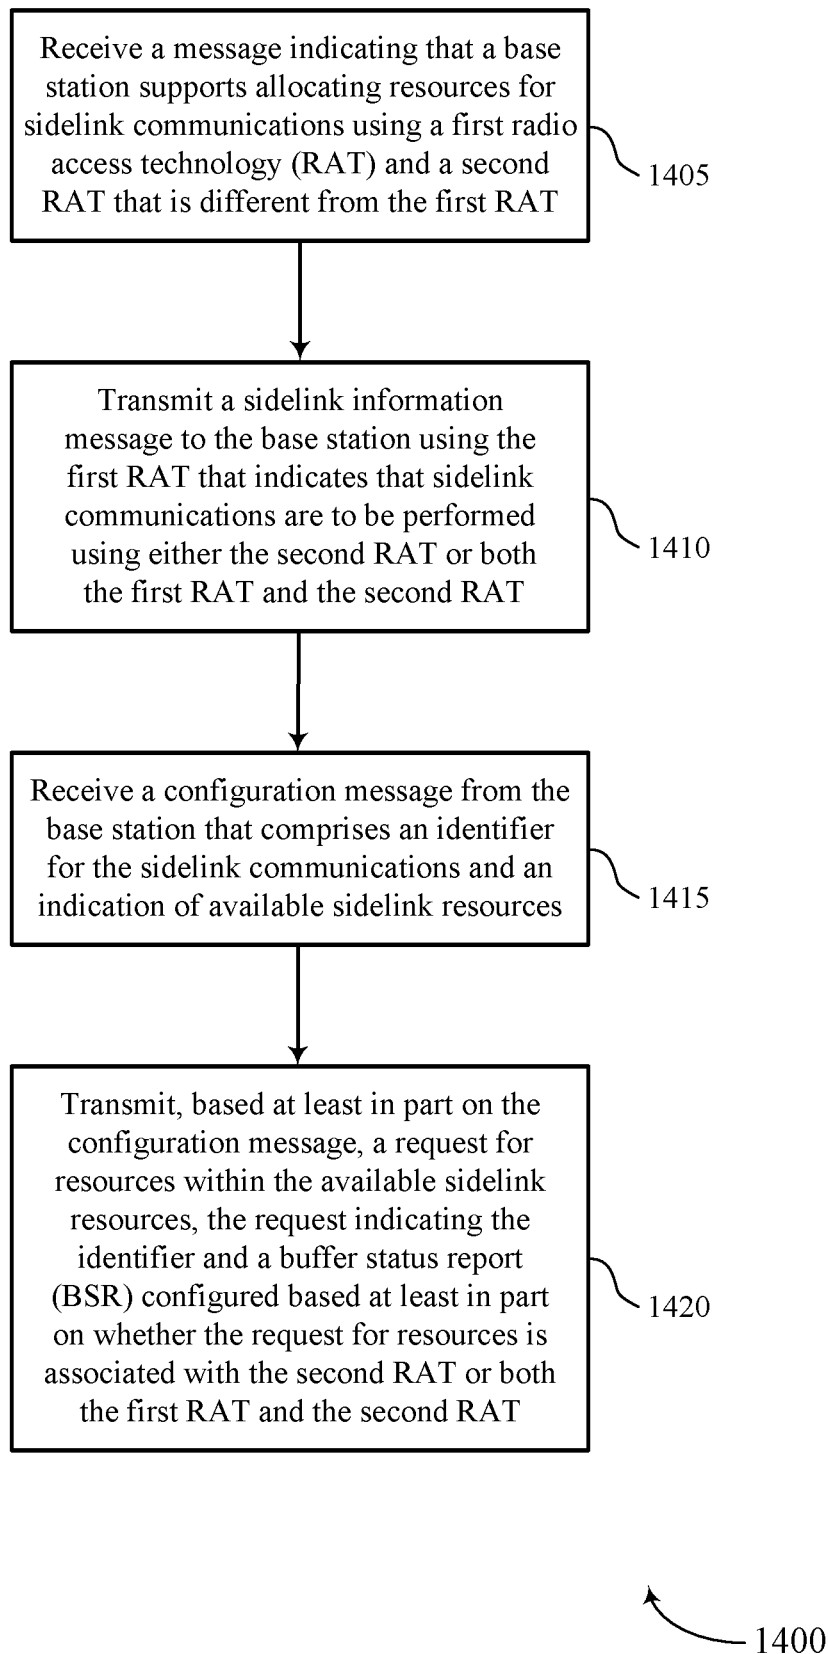 Receive a message indicating that a base
station supports allocating resources for
sidelink communications using a first radio
access technology (RAT) and a second
RAT that is different from the first RAT
1405
Transmit a sidelink information
message to the base station using the
first RAT that indicates that sidelink
communications are to be performed
using either the second RAT or both
the first RAT and the second RAT
1410
Receive a configuration message from the
base station that comprises an identifier
for the sidelink communications and an
indication of available sidelink resources
1415
Transmit, based at least in part on the
configuration message, a request for
resources within the available sidelink
resources, the request indicating the
identifier and a buffer status report
(BSR) configured based at least in part
on whether the request for resources is
associated with the second RAT or both
the first RAT and the second RAT
1420
1400